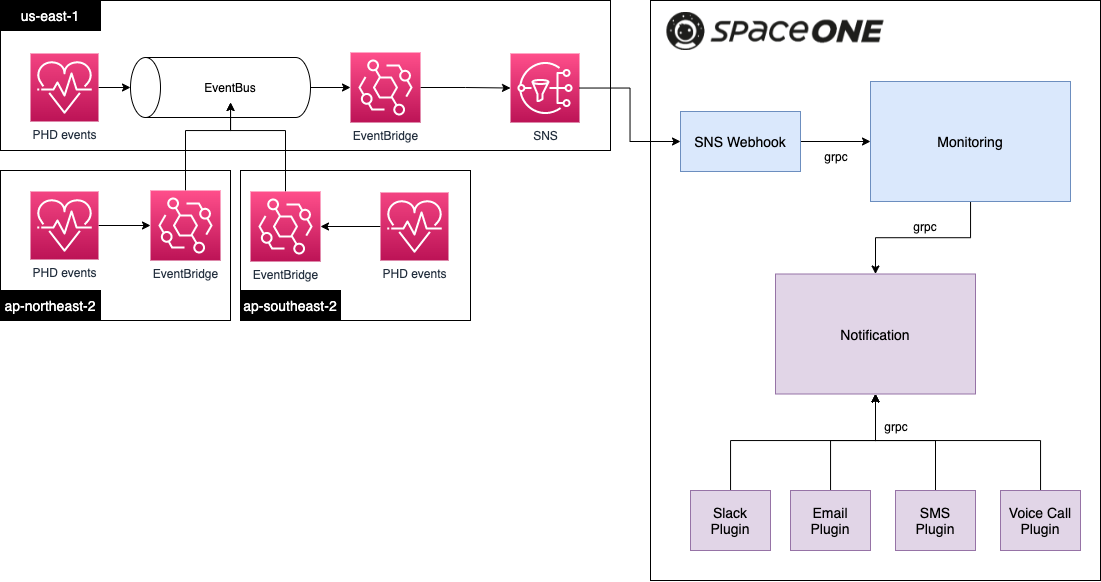 us-east-1
PHD events
EventBus
EventBridge
SNS
PHD events
EventBridge
ap-northeast-2
EventBridge
PHD events
ap-southeast-2
spaceONE
SNS Webhook
grpc
Monitoring
grpc
Notification
grpc
Slack
Plugin
Email
Plugin
SMS
Plugin
Voice Call
Plugin